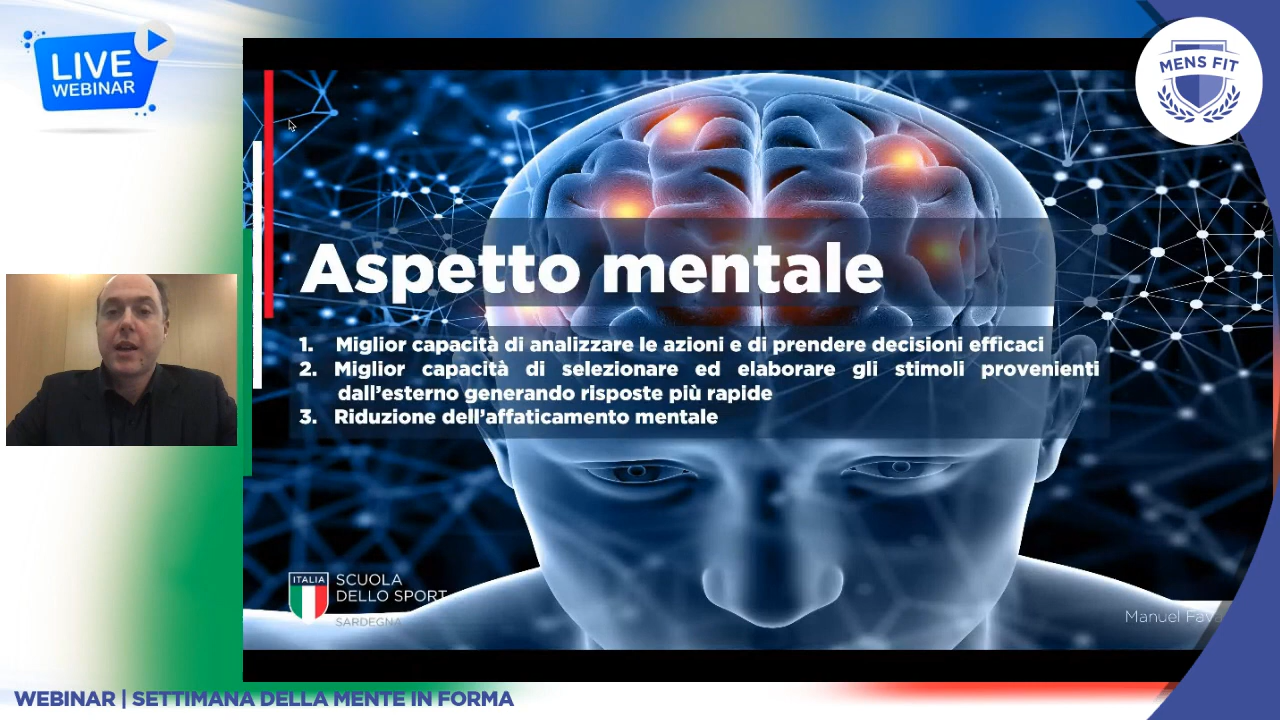 LIVE
WEBINAR
MENS FIT
Aspetto mentale
1. Miglior capacità di analizzare le azioni e di prendere decisioni efficaci
2. Miglior capacità di selezionare ed elaborare gli stimoli provenienti
dall'esterno generando risposte più rapide
3. Riduzione dell'affaticamento mentale
ITALIA
SCUOLA
DELLO SPORT
SARDEGNA
Manuel
WEBINAR | SETTIMANA DELLA MENTE IN FORMA